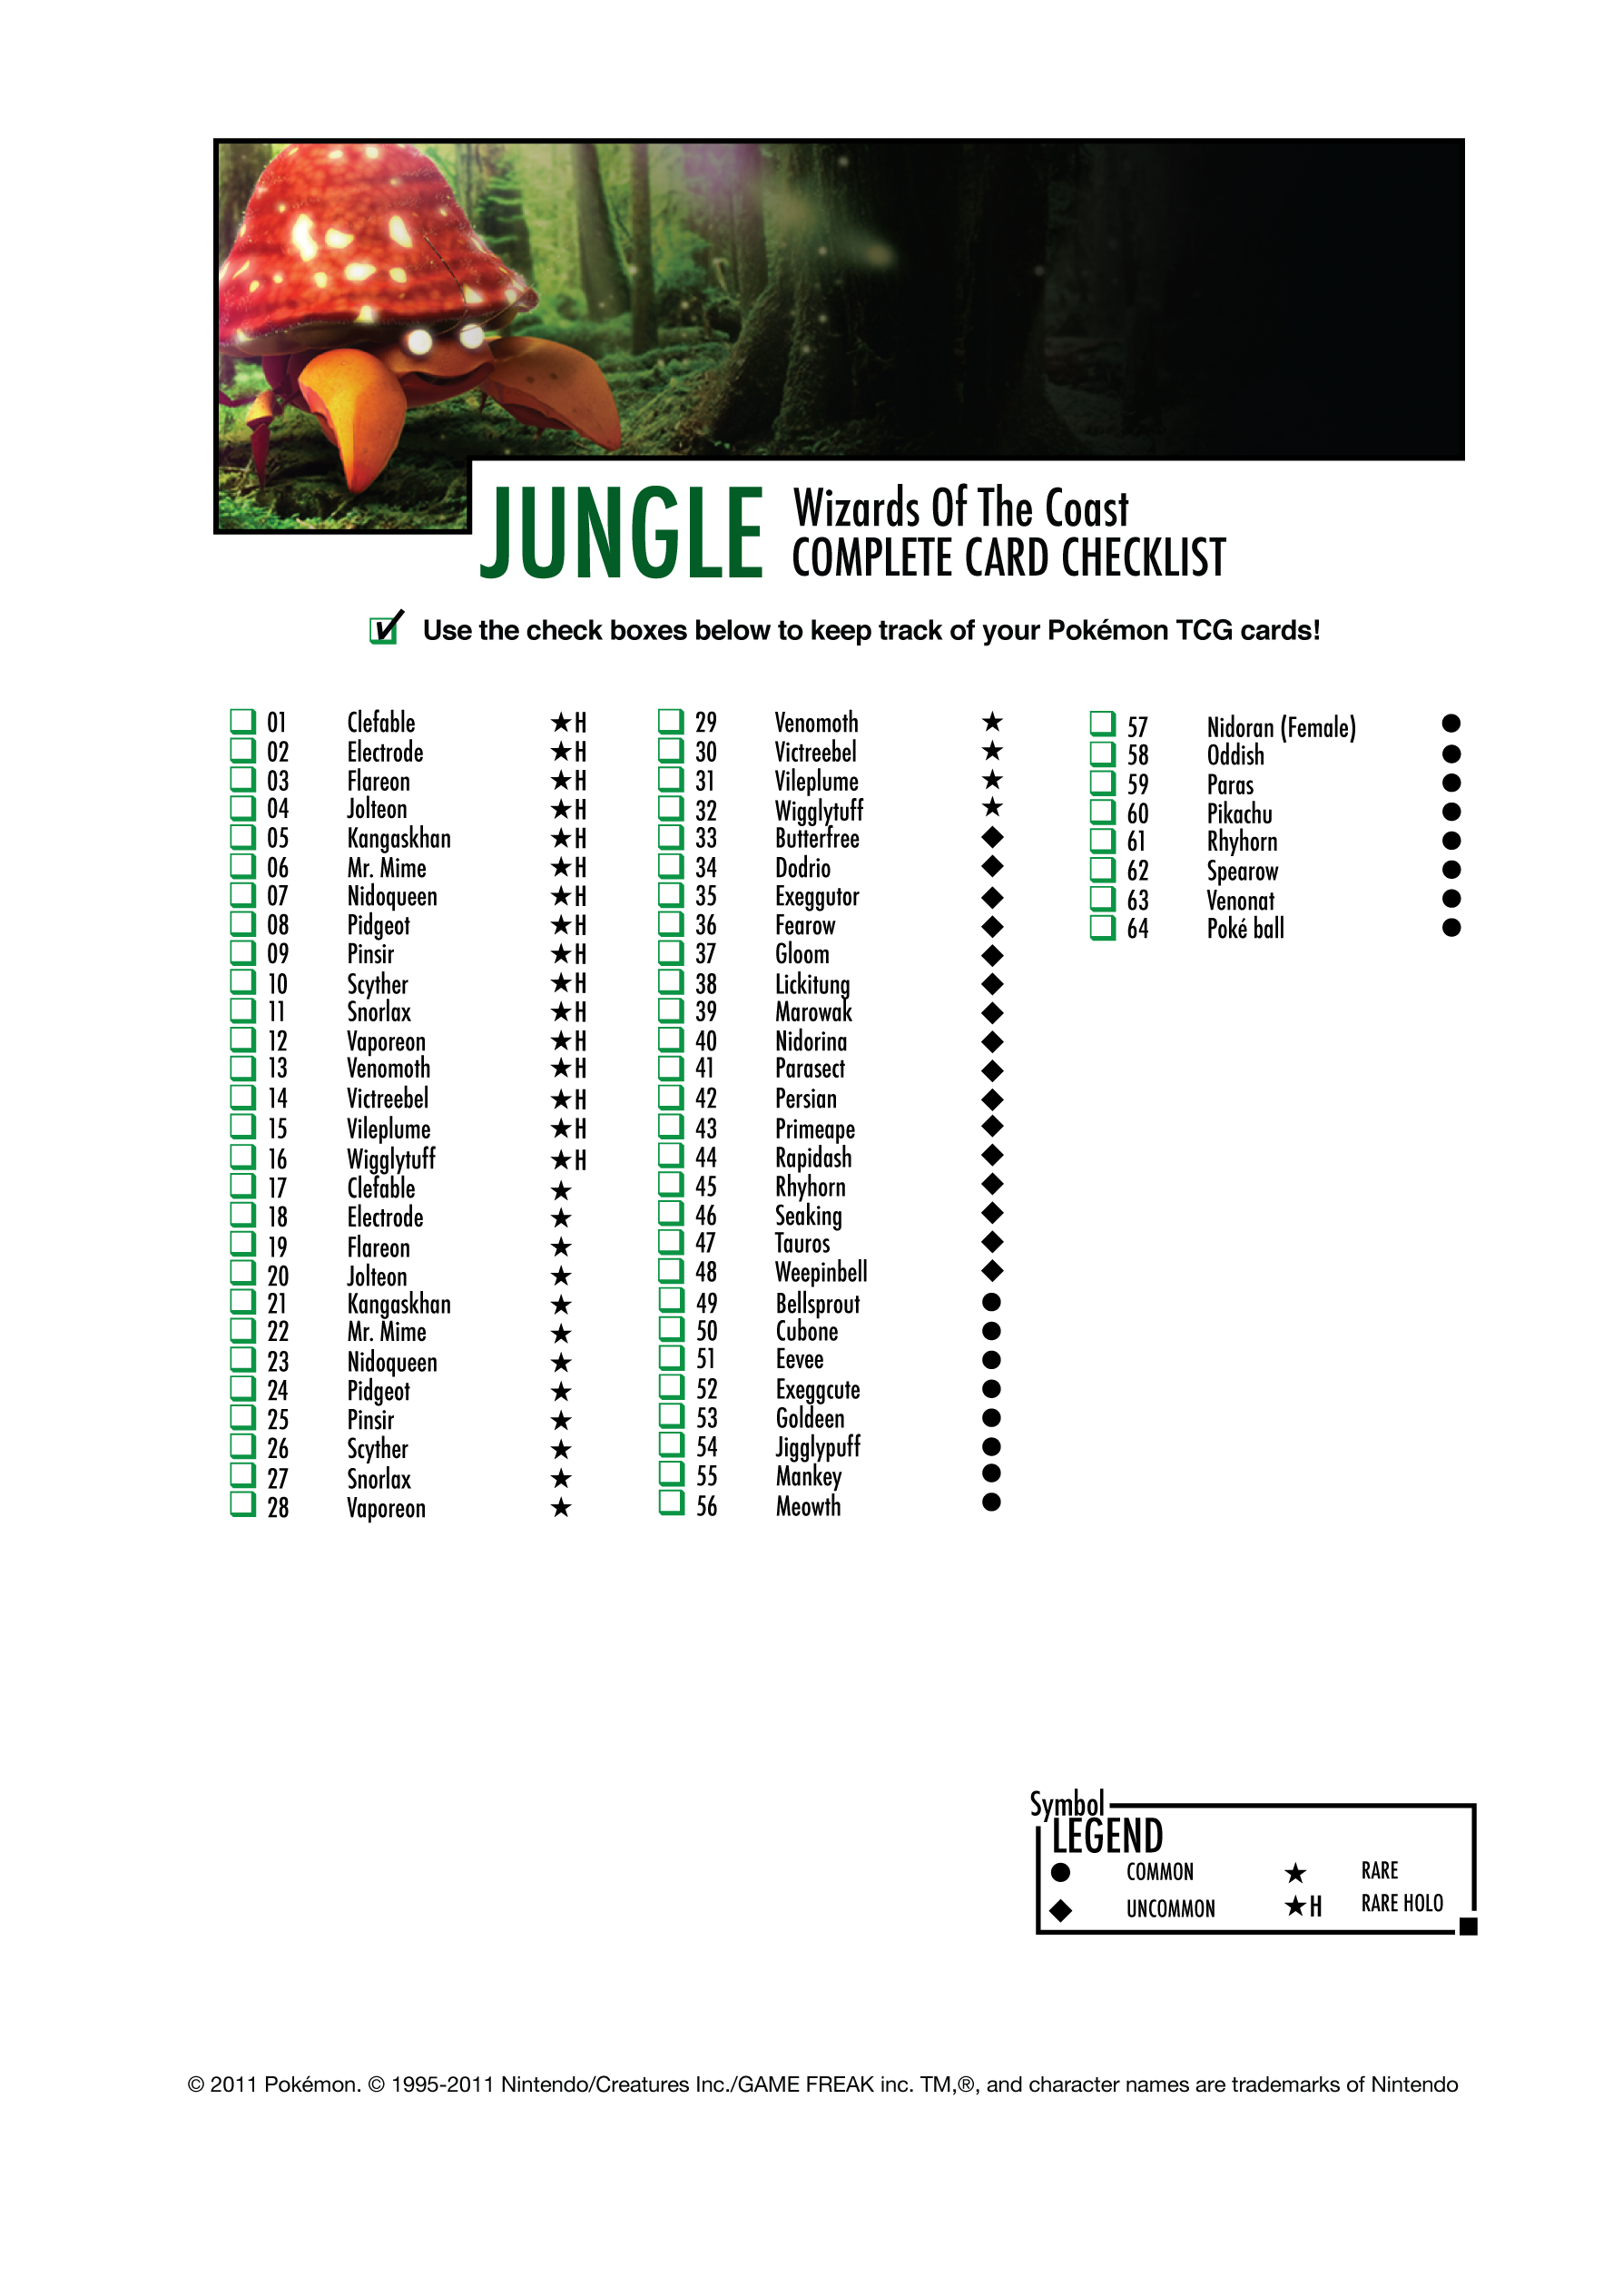 JUNGLE
Wizards Of The Coast
COMPLETE CARD CHECKLIST
Use the check boxes below to keep track of your Pokémon TCG cards!
01 Clefable ★H
02 Electrode ★H
03 Flareon ★H
04 Jolteon ★H
05 Kangaskhan ★H
06 Mr. Mime ★H
07 Nidoqueen ★H
08 Pidgeot ★H
09 Pinsir ★H
10 Scyther ★H
11 Snorlax ★H
12 Vaporeon ★H
13 Venomoth ★H
14 Victreebel ★H
15 Vileplume ★H
16 Wigglytuff ★H
17 Clefable ★
18 Electrode ★
19 Flareon ★
20 Jolteon ★
21 Kangaskhan ★
22 Mr. Mime ★
23 Nidoqueen ★
24 Pidgeot ★
25 Pinsir ★
26 Scyther ★
27 Snorlax ★
28 Vaporeon ★
29 Venomoth ★
30 Victreebel ★
31 Vileplume ★
32 Wigglytuff ★
33 Butterfree ◆
34 Dodrio ◆
35 Exeggutor ◆
36 Fearow ◆
37 Gloom ◆
38 Lickitung ◆
39 Marowak ◆
40 Nidorina ◆
41 Parasect ◆
42 Persian ◆
43 Primeape ◆
44 Rapidash ◆
45 Rhyhorn ◆
46 Seaking ◆
47 Tauros ◆
48 Weepinbell ◆
49 Bellsprout ●
50 Cubone ●
51 Eevee ●
52 Exeggcute ●
53 Goldeen ●
54 Jigglypuff ●
55 Mankey ●
56 Meowth ●
57 Nidoran (Female) ●
58 Oddish ●
59 Paras ●
60 Pikachu ●
61 Rhyhorn ●
62 Spearow ●
63 Venonat ●
64 Poké ball ●
Symbol
LEGEND
● COMMON ★ RARE
◆ UNCOMMON ★H RARE HOLO
© 2011 Pokémon. © 1995-2011 Nintendo/Creatures Inc./GAME FREAK inc. TM,®, and character names are trademarks of Nintendo